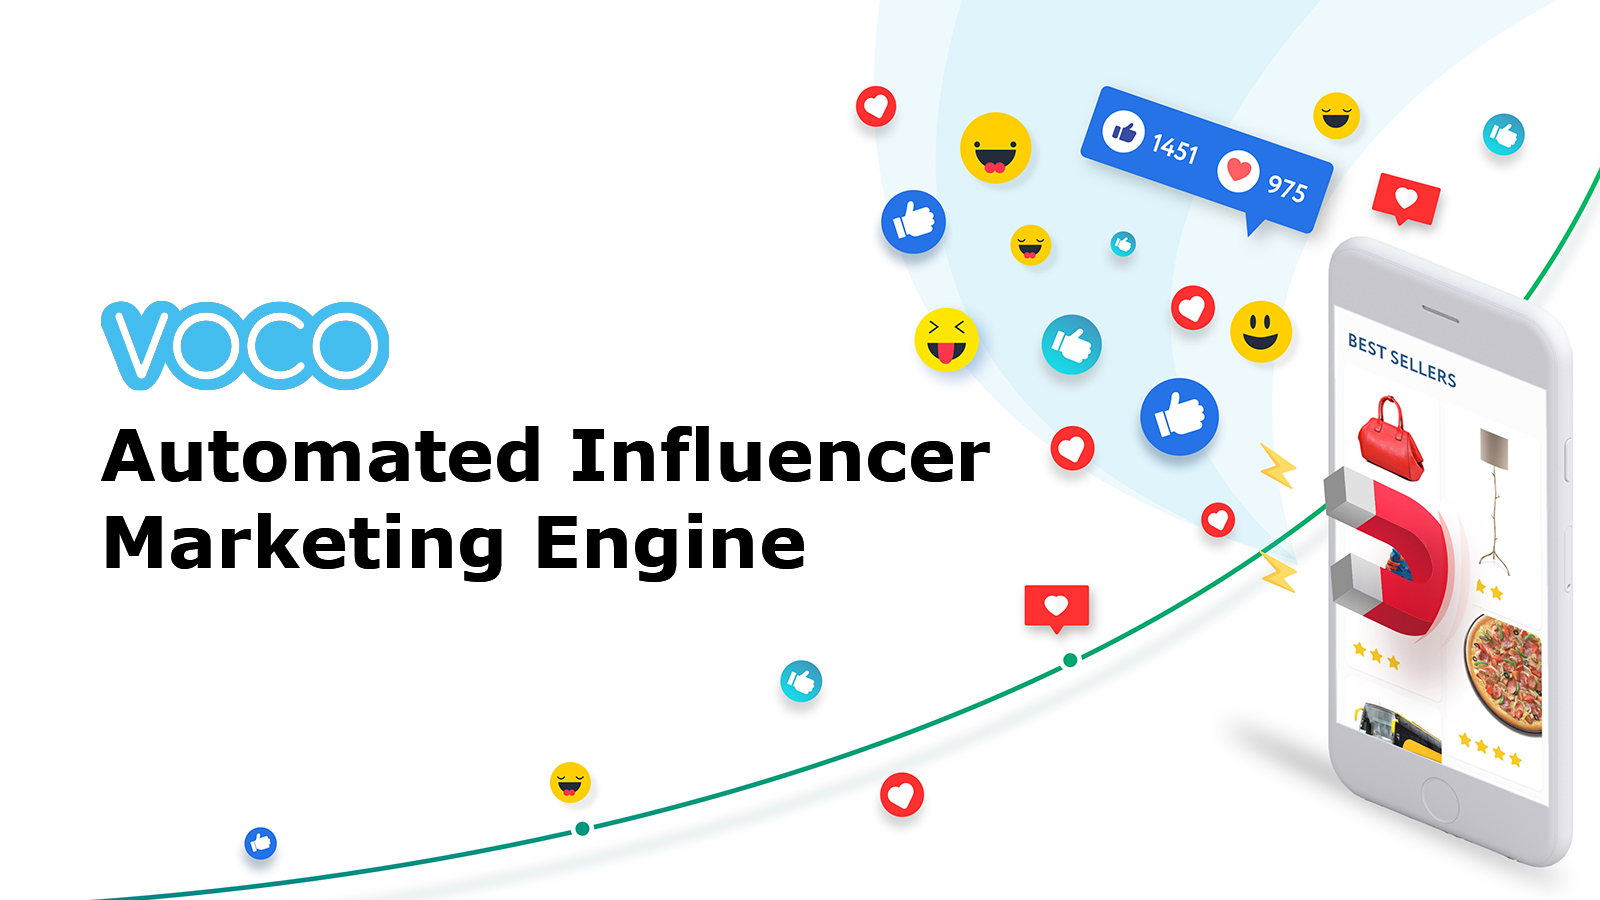 VOCO
Automated Influencer
Marketing Engine
1451 975
BEST SELLERS